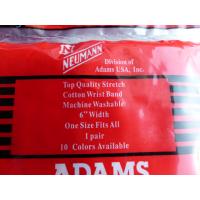 N
NEUMANN
Division of
Adams USA, Inc.
Top Quality Stretch
Cotton Wrist Band
Machine Washable
6" Width
One Size Fits All
1 pair
10 Colors Available
ADAMS